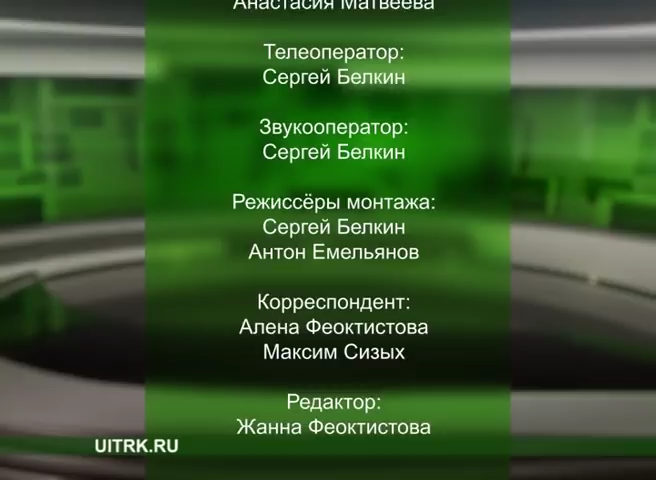 Анастасия Матвеева
Телеоператор:
Сергей Белкин
Звукооператор:
Сергей Белкин
Режиссёры монтажа:
Сергей Белкин
Антон Емельянов
Корреспондент:
Алена Феоктистова
Максим Сизых
Редактор:
Жанна Феоктистова
UITRK.RU